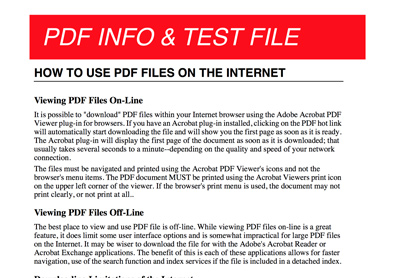 PDF INFO & TEST FILE
HOW TO USE PDF FILES ON THE INTERNET
Viewing PDF Files On-Line
It is possible to "download" PDF files within your Internet browser using the Adobe Acrobat PDF
Viewer plug-in for browsers. If you have an Acrobat plug-in installed, clicking on the PDF hot link
will automatically start downloading the file and will show you the first page as soon as it is ready.
The Acrobat plug-in will display the first page of the document as soon as it is downloaded; that
usually takes several seconds to a minute--depending on the quality and speed of your network
connection.
The files must be navigated and printed using the Acrobat PDF Viewer's icons and not the
browser's menu items. The PDF document MUST be printed using the Acrobat Viewers print icon
on the upper left corner of the viewer. If the browser's print menu is used, the document may not
print clearly, or not print at all..
Viewing PDF Files Off-Line
The best place to view and use PDF file is off-line. While viewing PDF files on-line is a great
feature, it does limit some user interface options and is somewhat impractical for large PDF files
on the Internet. It may be wiser to download the file for with the Adobe's Acrobat Reader or
Acrobat Exchange applications. The benefit of this is each of these applications allows for faster
navigation, use of the search function and index services if the file is included in a detached index.